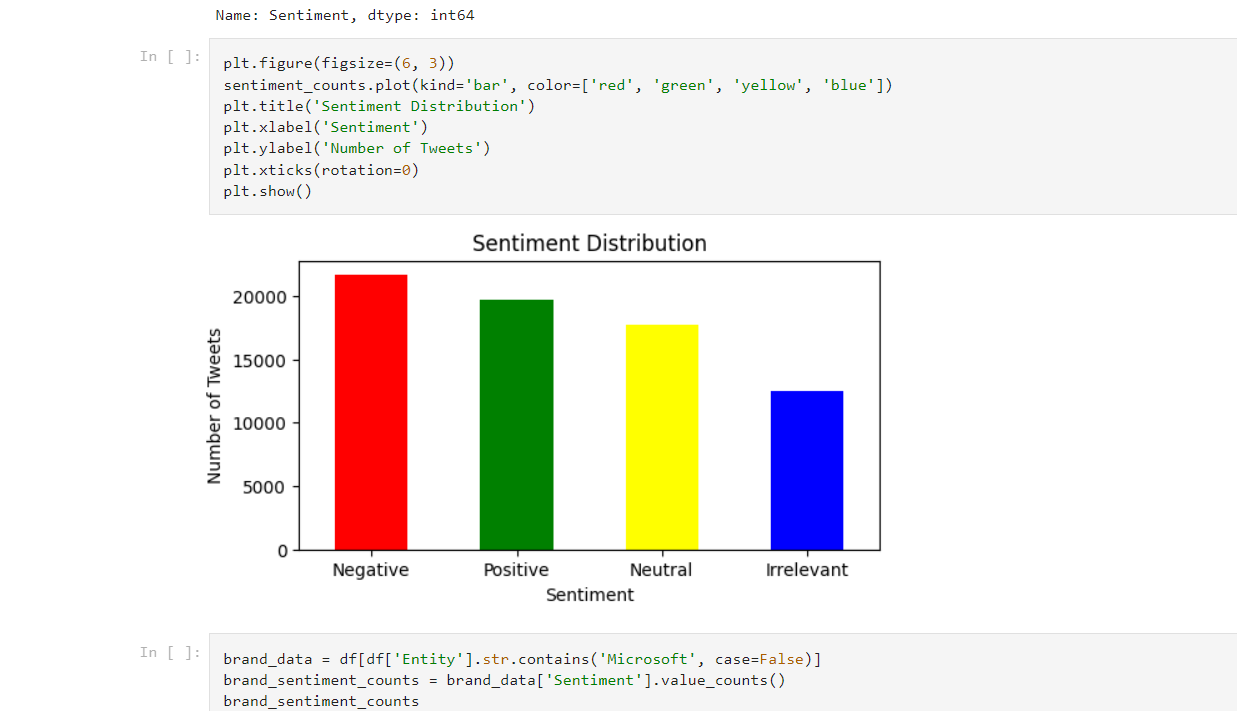 Name: Sentiment, dtype: int64
In [ ]:
plt.figure(figsize=(6, 3))
sentiment_counts.plot(kind='bar', color=['red', 'green', 'yellow', 'blue'])
plt.title('Sentiment Distribution')
plt.xlabel('Sentiment')
plt.ylabel('Number of Tweets')
plt.xticks(rotation=0)
plt.show()
Sentiment Distribution
Number of Tweets
20000
15000
10000
5000
0
Negative Positive Neutral Irrelevant
Sentiment
In [ ]:
brand_data = df[df['Entity'].str.contains('Microsoft', case=False)]
brand_sentiment_counts = brand_data['Sentiment'].value_counts()
brand_sentiment_counts